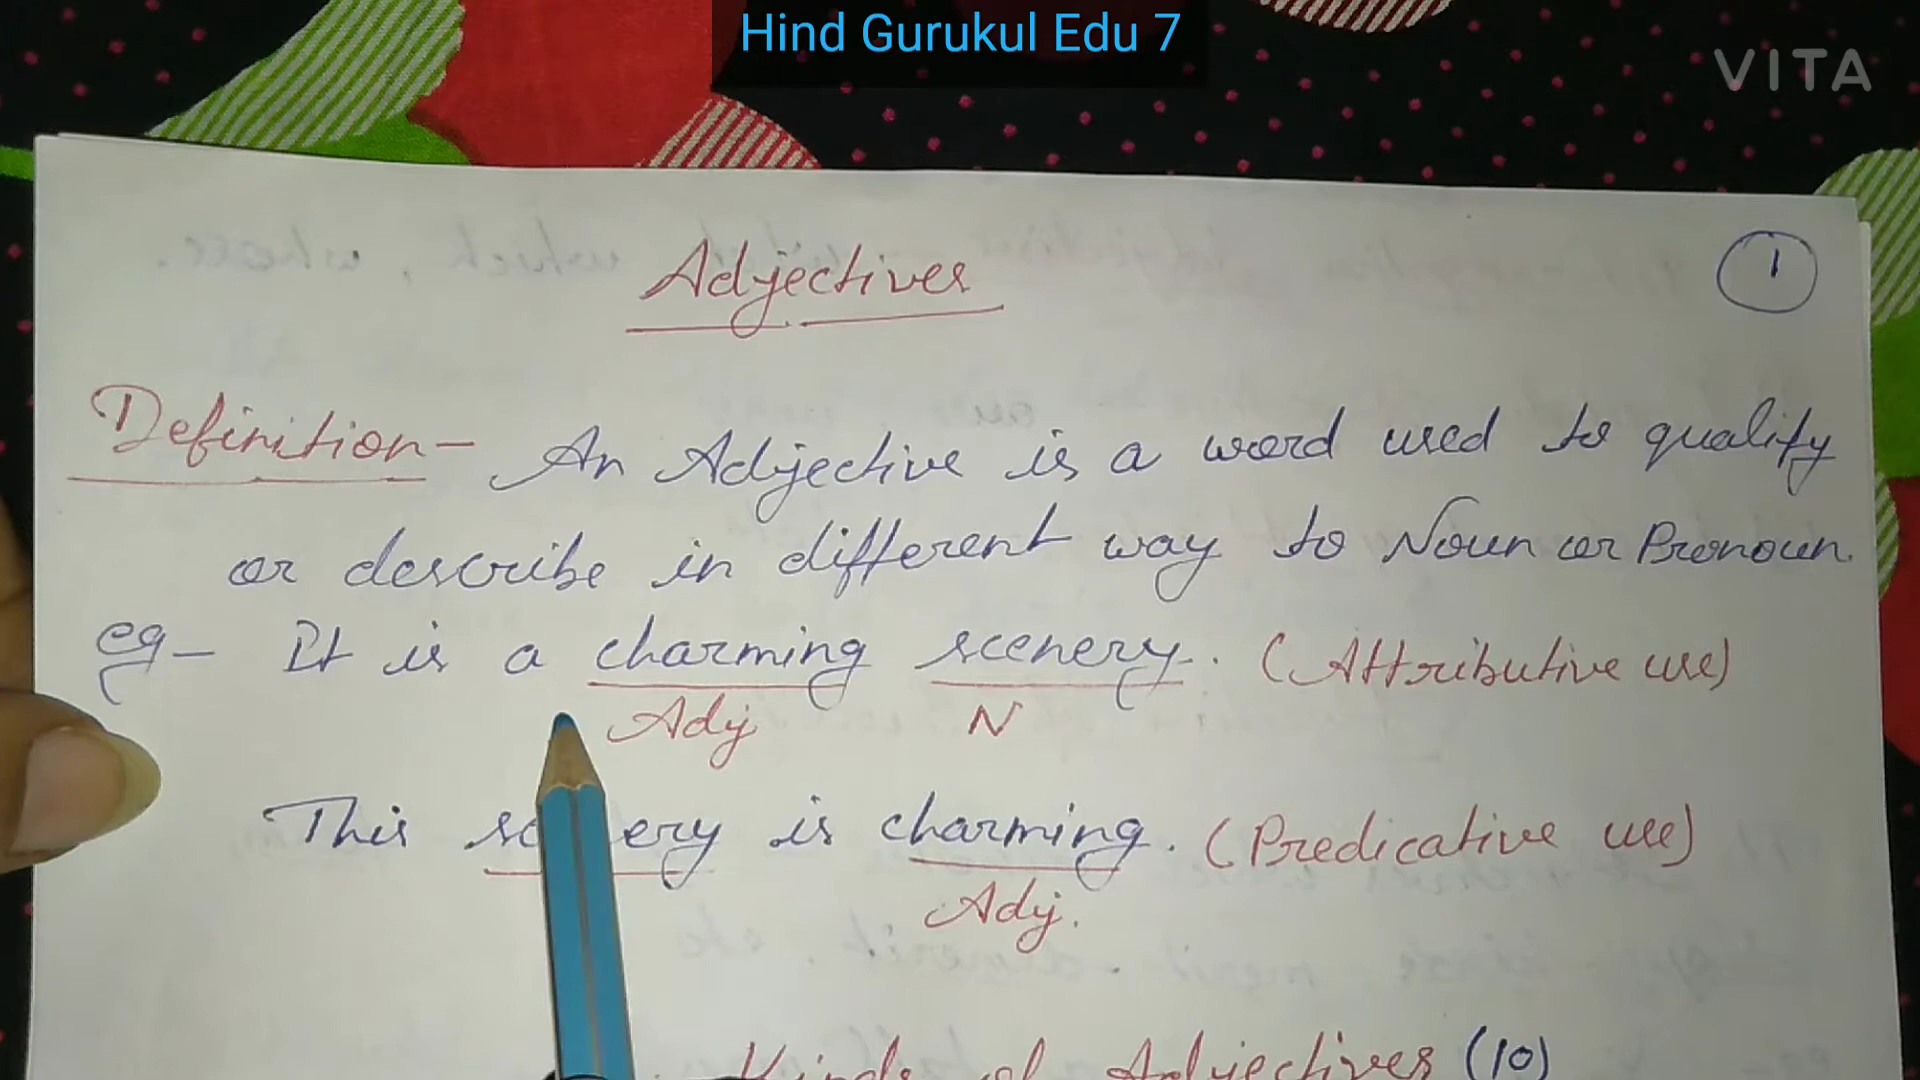 Hind Gurukul Edu 7
VITA
Adjectives
1
Definition- An Adjective is a word used to qualify
or describe in different way to Noun or Pronoun.
eg- It is a charming scenery. (Attributive use)
Adj N
This is charming. (Predicative use)
Adj.
Kinds of Adjectives (10)